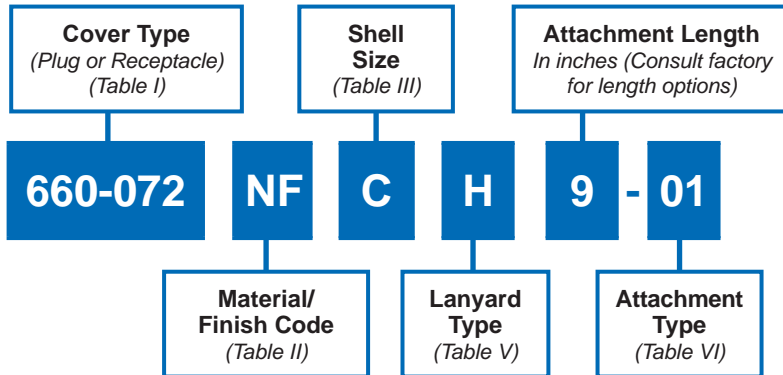 Cover Type
(Plug or Receptacle)
(Table I)
Shell
Size
(Table III)
Attachment Length
In inches (Consult factory
for length options)
660-072 NF C H 9 - 01
Material/
Finish Code
(Table II)
Lanyard
Type
(Table V)
Attachment
Type
(Table VI)